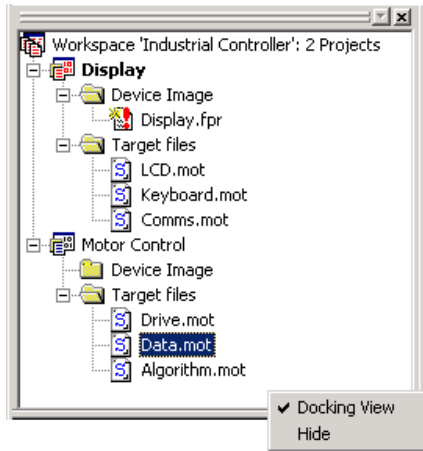 Workspace 'Industrial Controller': 2 Projects
Display
Device Image
Display.fpr
Target files
LCD.mot
Keyboard.mot
Comms.mot
Motor Control
Device Image
Target files
Drive.mot
Data.mot
Algorithm.mot
Docking View
Hide